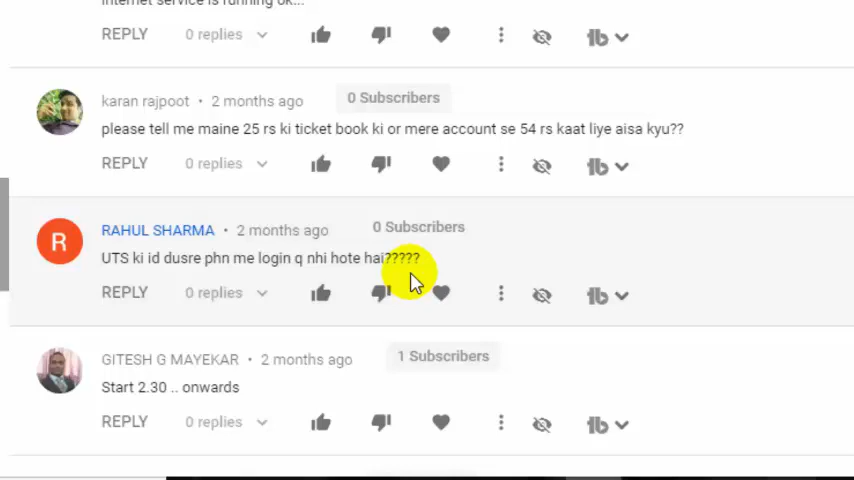 internet service is running ok...
REPLY 0 replies
karan rajpoot • 2 months ago 0 Subscribers
please tell me maine 25 rs ki ticket book ki or mere account se 54 rs kaat liye aisa kyu??
REPLY 0 replies
R
RAHUL SHARMA • 2 months ago 0 Subscribers
UTS ki id dusre phn me login q nhi hote hai?????
REPLY 0 replies
GITESH G MAYEKAR • 2 months ago 1 Subscribers
Start 2.30 .. onwards
REPLY 0 replies